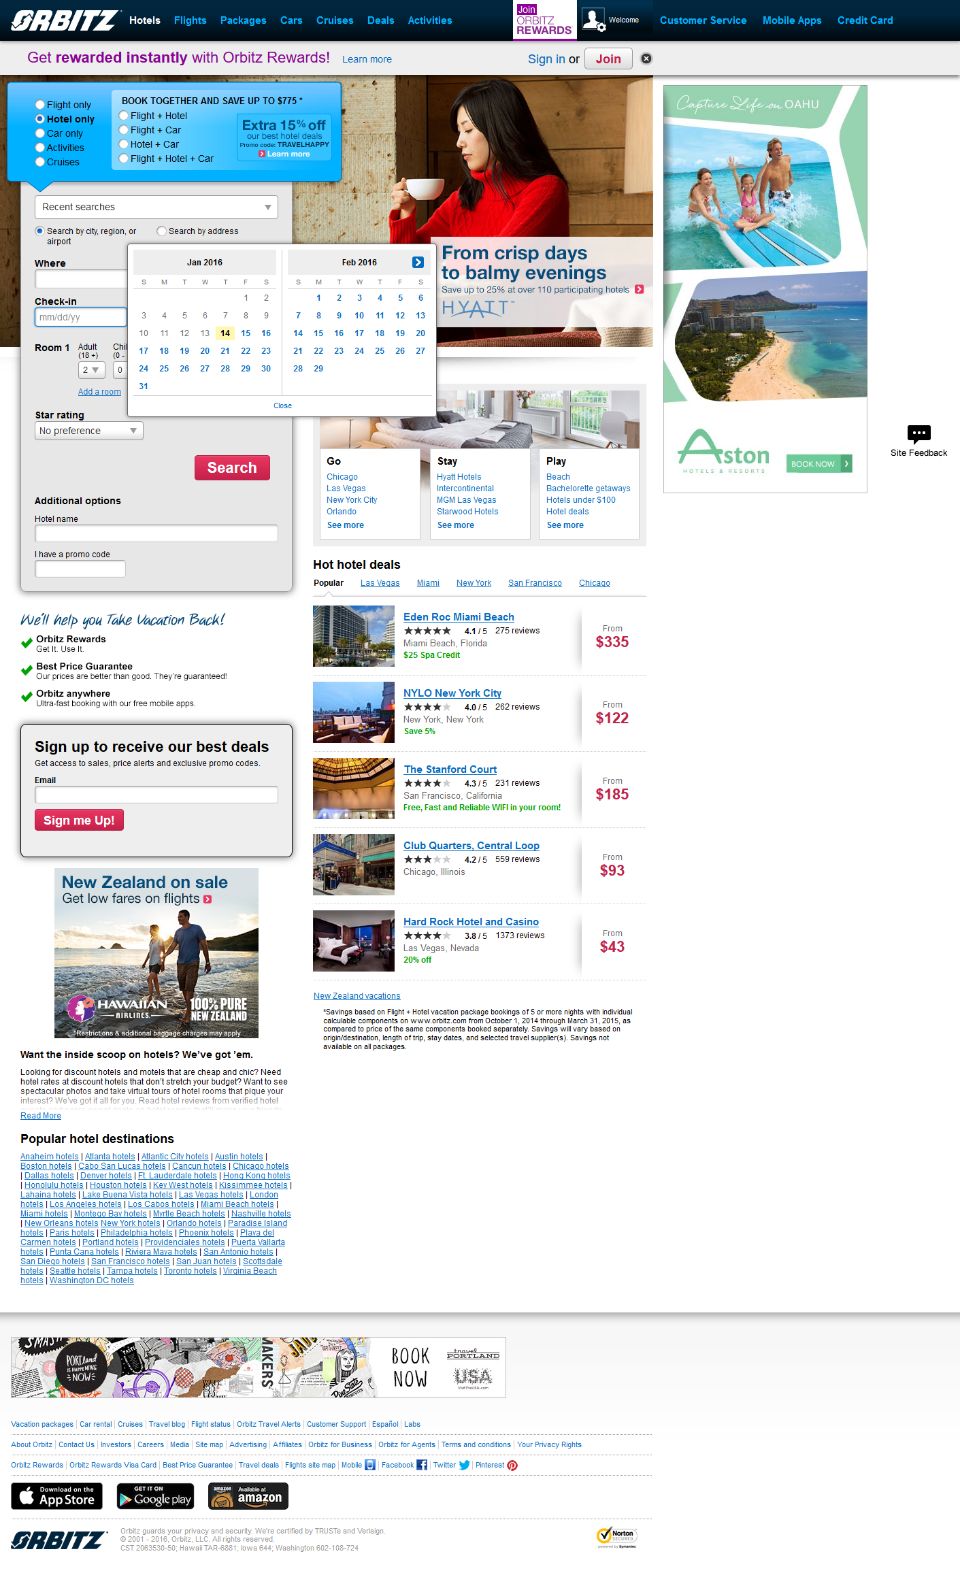 ORBITZ
Hotels Flights Packages Cars Cruises Deals Activities
Join ORBITZ REWARDS
Welcome
Customer Service Mobile Apps Credit Card
Get rewarded instantly with Orbitz Rewards! Learn more
Sign in or Join
Flight only
Hotel only
Car only
Activities
Cruises
BOOK TOGETHER AND SAVE UP TO $775 *
Flight + Hotel
Flight + Car
Hotel + Car
Flight + Hotel + Car
Extra 15% off
our best hotel deals
Promo code: TRAVELHAPPY
Learn more
Recent searches
Search by city, region, or airport
Search by address
Where
Check-in
mm/dd/yy
Room 1 Adult (18 +) Chil (0 -
2 0
Add a room
Jan 2016
S M T W T F S
1 2
3 4 5 6 7 8 9
10 11 12 13 14 15 16
17 18 19 20 21 22 23
24 25 26 27 28 29 30
31
Feb 2016
S M T W T F S
1 2 3 4 5 6
7 8 9 10 11 12 13
14 15 16 17 18 19 20
21 22 23 24 25 26 27
28 29
Close
Star rating
No preference
Search
Additional options
Hotel name
I have a promo code
From crisp days
to balmy evenings
Save up to 25% at over 110 participating hotels
HYATT
Capture Life on OAHU
Aston
HOTELS & RESORTS
BOOK NOW
Site Feedback
Go
Chicago
Las Vegas
New York City
Orlando
See more
Stay
Hyatt Hotels
Intercontinental
MGM Las Vegas
Starwood Hotels
See more
Play
Beach
Bachelorette getaways
Hotels under $100
Hotel deals
See more
Hot hotel deals
Popular Las Vegas Miami New York San Francisco Chicago
Eden Roc Miami Beach
4.1 / 5 275 reviews
Miami Beach, Florida
$25 Spa Credit
From
$335
NYLO New York City
4.0 / 5 262 reviews
New York, New York
Save 5%
From
$122
The Stanford Court
4.3 / 5 231 reviews
San Francisco, California
Free, Fast and Reliable WIFI in your room!
From
$185
Club Quarters, Central Loop
4.2 / 5 559 reviews
Chicago, Illinois
From
$93
Hard Rock Hotel and Casino
3.8 / 5 1373 reviews
Las Vegas, Nevada
20% off
From
$43
New Zealand vacations
*Savings based on Flight + Hotel vacation package bookings of 5 or more nights with individual
calculable components on www.orbitz.com from October 1, 2014 through March 31, 2015, as
compared to price of the same components booked separately. Savings will vary based on
origin/destination, length of trip, stay dates, and selected travel supplier(s). Savings not
available on all packages.
We'll help you Take Vacation Back!
Orbitz Rewards
Get It. Use It.
Best Price Guarantee
Our prices are better than good. They're guaranteed!
Orbitz anywhere
Ultra-fast booking with our free mobile apps.
Sign up to receive our best deals
Get access to sales, price alerts and exclusive promo codes.
Email
Sign me Up!
New Zealand on sale
Get low fares on flights
HAWAIIAN AIRLINES
100% PURE NEW ZEALAND
*Restrictions & additional baggage charges may apply
Want the inside scoop on hotels? We've got 'em.
Looking for discount hotels and motels that are cheap and chic? Need
hotel rates at discount hotels that don't stretch your budget? Want to see
spectacular photos and take virtual tours of hotel rooms that pique your
interest? We've got it all for you. Read hotel reviews from verified hotel
Read More
Popular hotel destinations
Anaheim hotels | Atlanta hotels | Atlantic City hotels | Austin hotels |
Boston hotels | Cabo San Lucas hotels | Cancun hotels | Chicago hotels
| Dallas hotels | Denver hotels | Ft. Lauderdale hotels | Hong Kong hotels
| Honolulu hotels | Houston hotels | Key West hotels | Kissimmee hotels |
Lahaina hotels | Lake Buena Vista hotels | Las Vegas hotels | London
hotels | Los Angeles hotels | Los Cabos hotels | Miami Beach hotels |
Miami hotels | Montego Bay hotels | Myrtle Beach hotels | Nashville hotels
| New Orleans hotels New York hotels | Orlando hotels | Paradise Island
hotels | Paris hotels | Philadelphia hotels | Phoenix hotels | Playa del
Carmen hotels | Portland hotels | Providenciales hotels | Puerta Vallarta
hotels | Punta Cana hotels | Riviera Maya hotels | San Antonio hotels |
San Diego hotels | San Francisco hotels | San Juan hotels | Scottsdale
hotels | Seattle hotels | Tampa hotels | Toronto hotels | Virginia Beach
hotels | Washington DC hotels
PORTland IS HAPPENING NOW
MAKERS
BOOK NOW
travel PORTLAND
USA
Vacation packages | Car rental | Cruises | Travel blog | Flight status | Orbitz Travel Alerts | Customer Support | Español | Labs
About Orbitz | Contact Us | Investors | Careers | Media | Site map | Advertising | Affiliates | Orbitz for Business | Orbitz for Agents | Terms and conditions | Your Privacy Rights
Orbitz Rewards | Orbitz Rewards Visa Card | Best Price Guarantee | Travel deals | Flights site map | Mobile | Facebook | Twitter | Pinterest
Download on the App Store
GET IT ON Google play
Available at amazon
ORBITZ
Orbitz guards your privacy and security. We're certified by TRUSTe and Verisign.
© 2001 - 2016, Orbitz, LLC. All rights reserved.
CST 2063530-50; Hawaii TAR-6881; Iowa 644; Washington 602-108-724
Norton SECURED
powered by Symantec